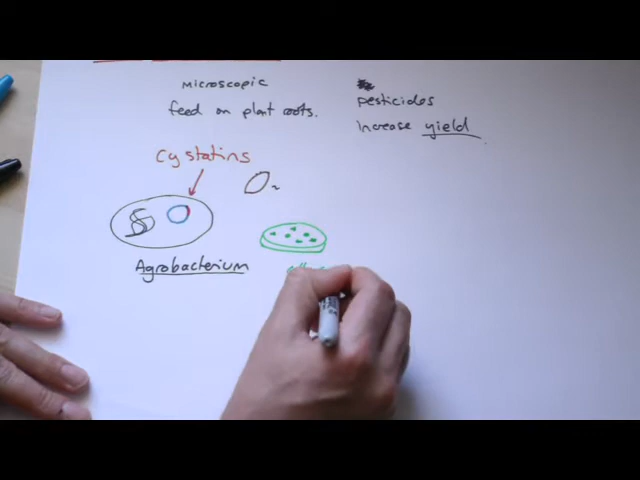 microscopic
feed on plant roots.
pesticides
increase yield
cystatins
Agrobacterium